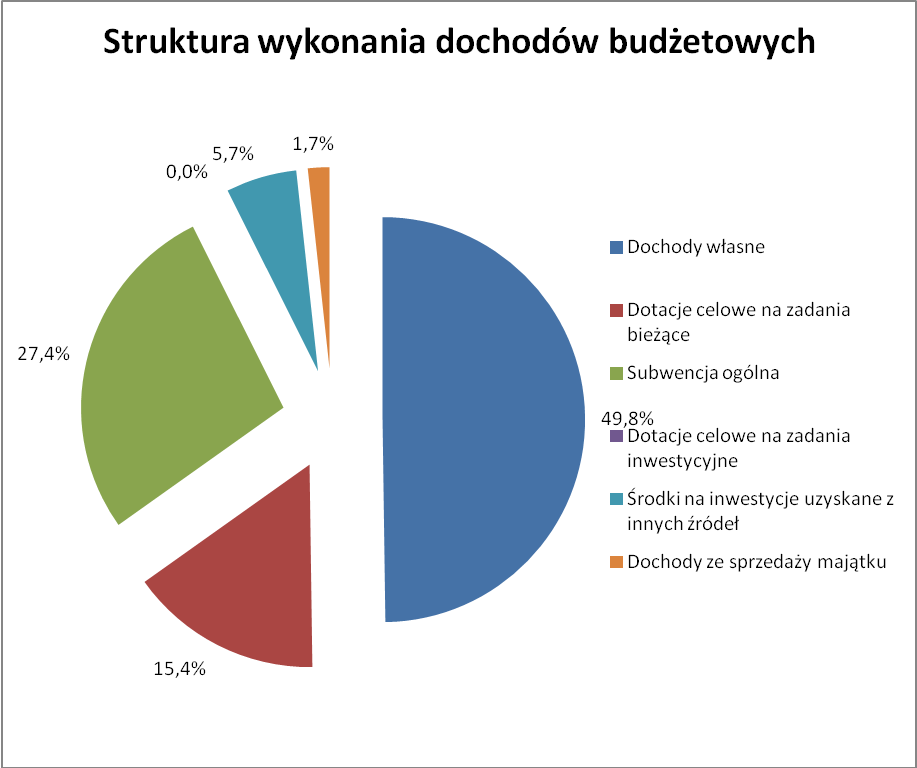 Struktura wykonania dochodów budżetowych
1,7%
5,7%
0,0%
27,4%
49,8%
15,4%
Dochody własne
Dotacje celowe na zadania
bieżące
Subwencja ogólna
Dotacje celowe na zadania
inwestycyjne
Środki na inwestycje uzyskane z
innych źródeł
Dochody ze sprzedaży majątku